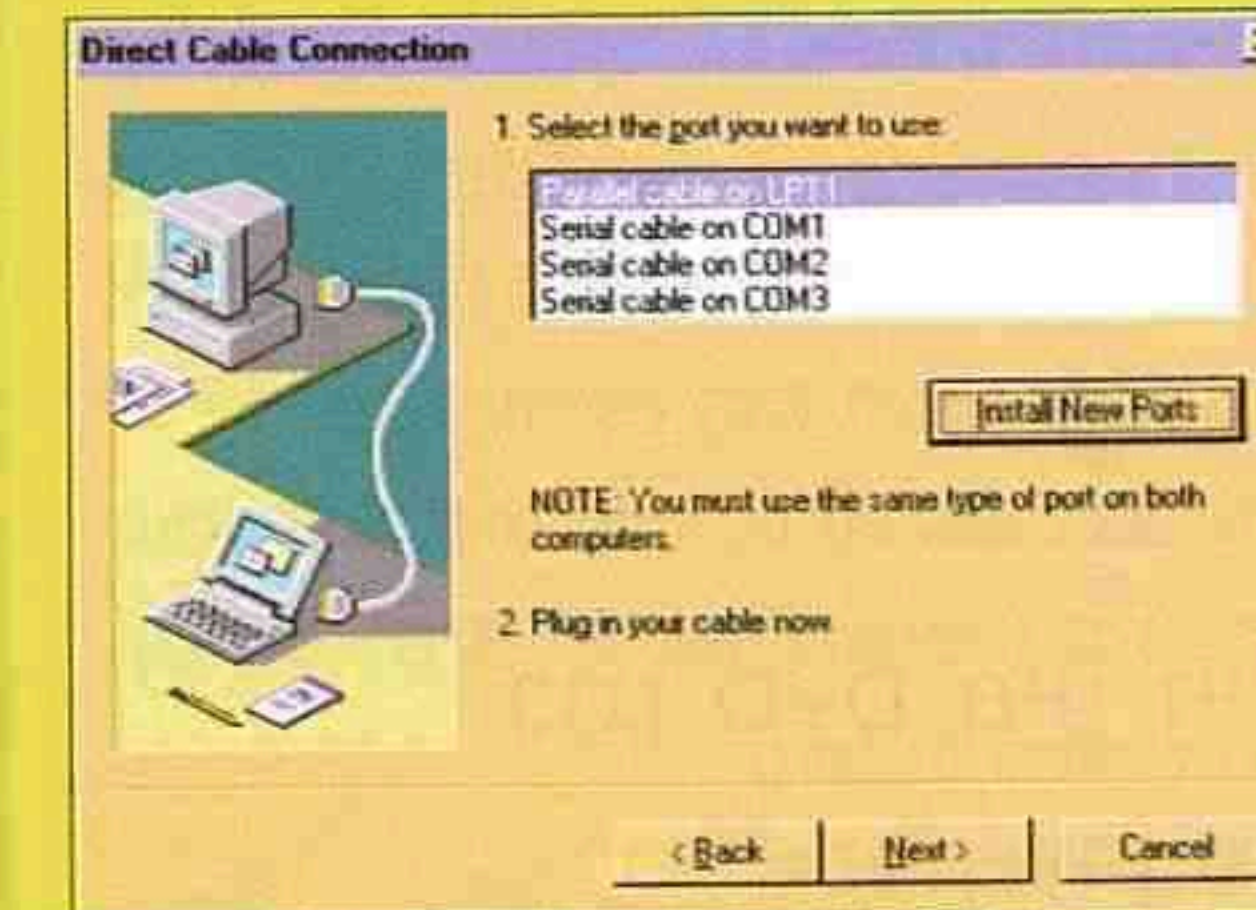 Direct Cable Connection
1. Select the port you want to use:
Parallel cable on LPT1
Serial cable on COM1
Serial cable on COM2
Serial cable on COM3
Install New Ports
NOTE: You must use the same type of port on both
computers.
2. Plug in your cable now.
< Back
Next >
Cancel